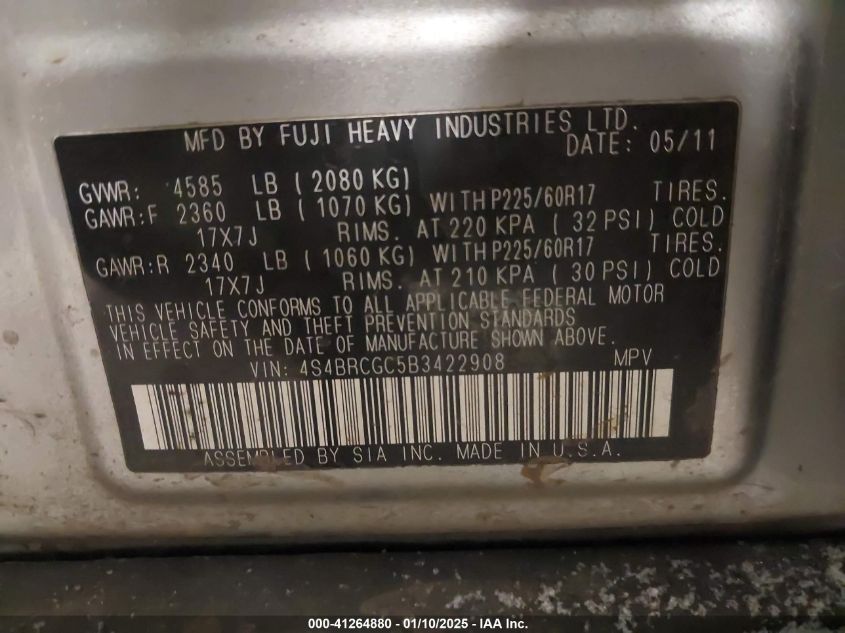 MFD BY FUJI HEAVY INDUSTRIES LTD.
DATE: 05/11
GVWR: 4585 LB ( 2080 KG)
GAWR:F 2360 LB ( 1070 KG) WITH P225/60R17 TIRES.
17X7J RIMS. AT 220 KPA ( 32 PSI) COLD
GAWR:R 2340 LB ( 1060 KG) WITH P225/60R17 TIRES.
17X7J RIMS. AT 210 KPA ( 30 PSI) COLD
THIS VEHICLE CONFORMS TO ALL APPLICABLE FEDERAL MOTOR
VEHICLE SAFETY AND THEFT PREVENTION STANDARDS
IN EFFECT ON THE DATE OF MANUFACTURE SHOWN ABOVE.
VIN: 4S4BRCGC5B3422908 MPV
ASSEMBLED BY SIA INC. MADE IN U.S.A.
000-41264880 - 01/10/2025 - IAA Inc.